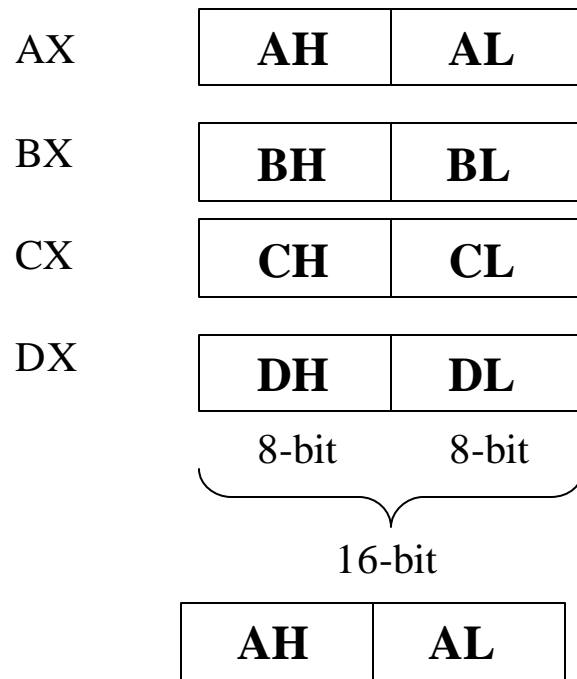 AX AH AL
BX BH BL
CX CH CL
DX DH DL
8-bit 8-bit
16-bit
AH AL